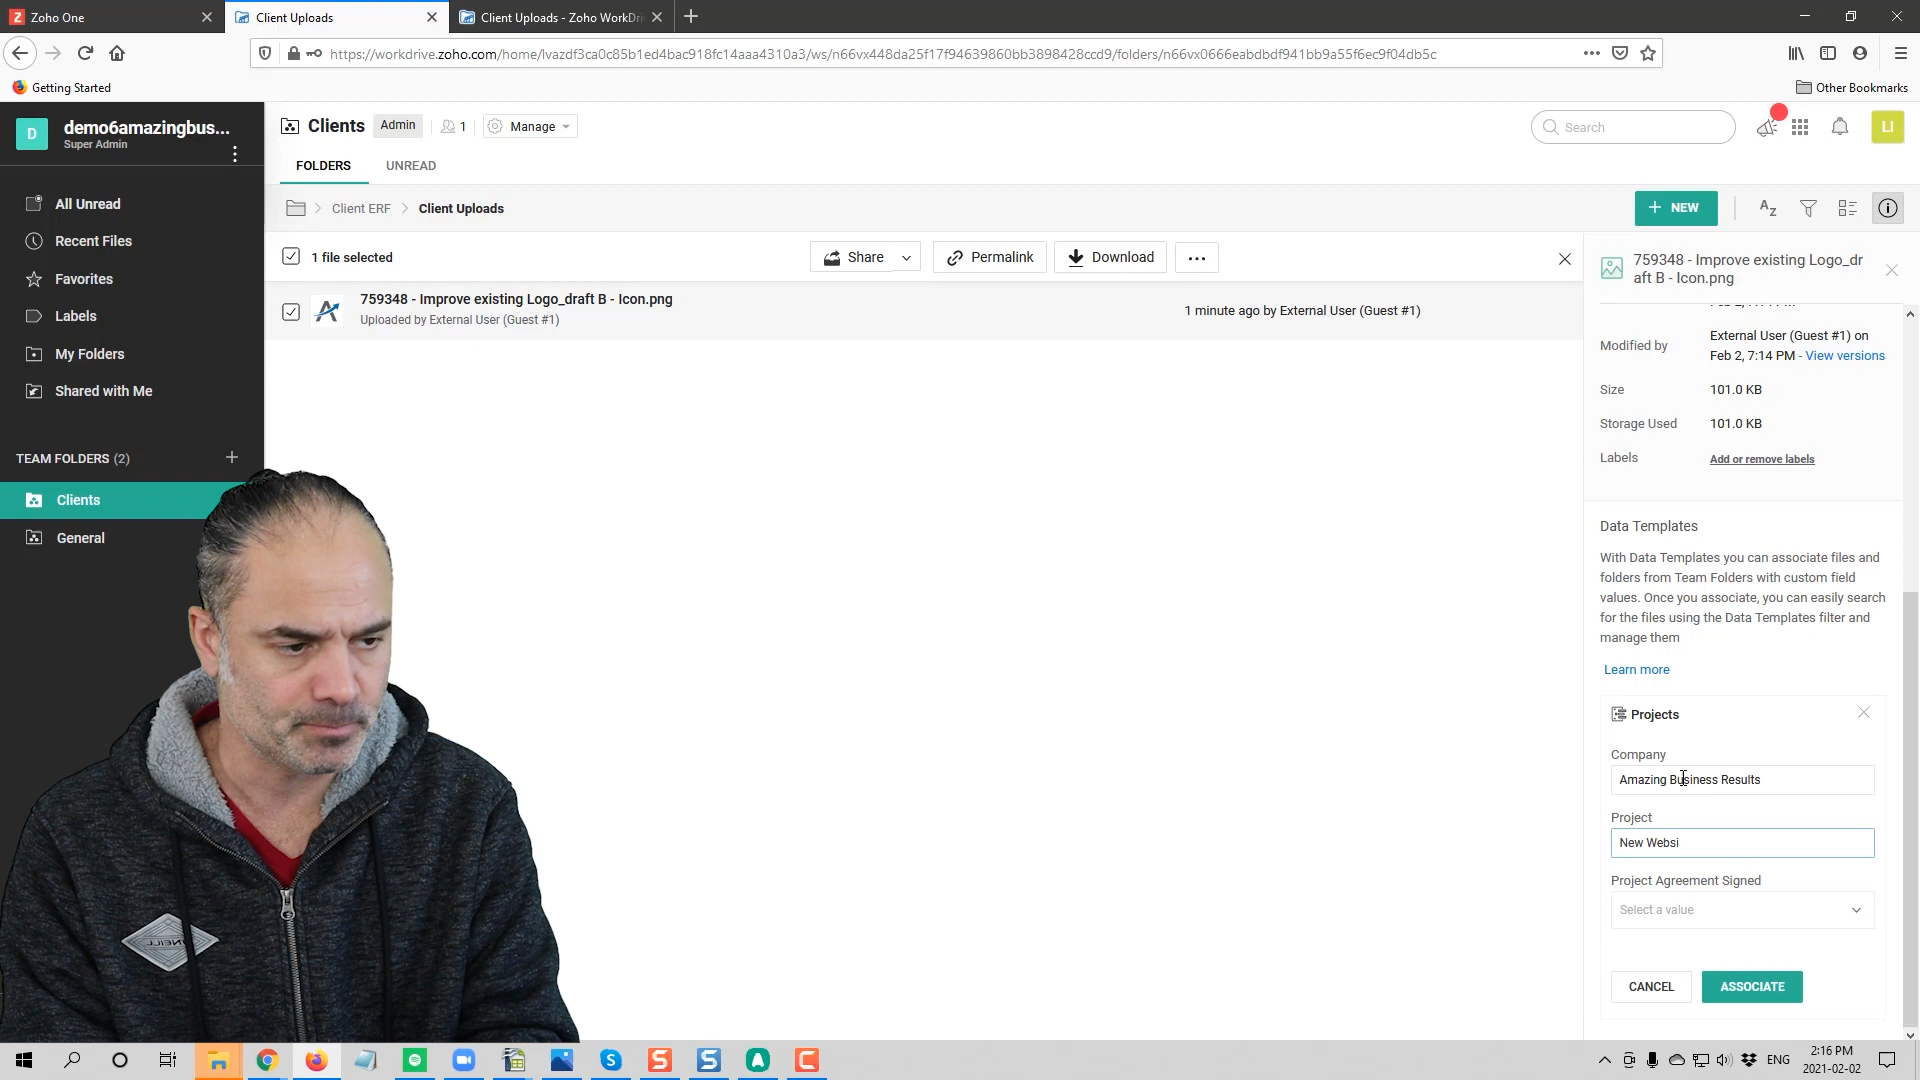 Zoho One
Client Uploads
Client Uploads - Zoho WorkDri
https://workdrive.zoho.com/home/lvazdf3ca0c85b1ed4bac918fc14aaa4310a3/ws/n66vx448da25f17f94639860bb3898428ccd9/folders/n66vx0666eabdbdf941bb9a55f6ec9f04db5c
Getting Started
Other Bookmarks
D
demo6amazingbus...
Super Admin
Clients
Admin
1
Manage
Search
LI
FOLDERS
UNREAD
All Unread
Recent Files
Favorites
Labels
My Folders
Shared with Me
TEAM FOLDERS (2)
Clients
General
Client ERF
Client Uploads
NEW
1 file selected
Share
Permalink
Download
759348 - Improve existing Logo_draft B - Icon.png
Uploaded by External User (Guest #1)
1 minute ago by External User (Guest #1)
759348 - Improve existing Logo_dr
aft B - Icon.png
Modified by
External User (Guest #1) on
Feb 2, 7:14 PM - View versions
Size
101.0 KB
Storage Used
101.0 KB
Labels
Add or remove labels
Data Templates
With Data Templates you can associate files and
folders from Team Folders with custom field
values. Once you associate, you can easily search
for the files using the Data Templates filter and
manage them
Learn more
Projects
Company
Amazing Business Results
Project
New Websi
Project Agreement Signed
Select a value
CANCEL
ASSOCIATE
ENG
2:16 PM
2021-02-02